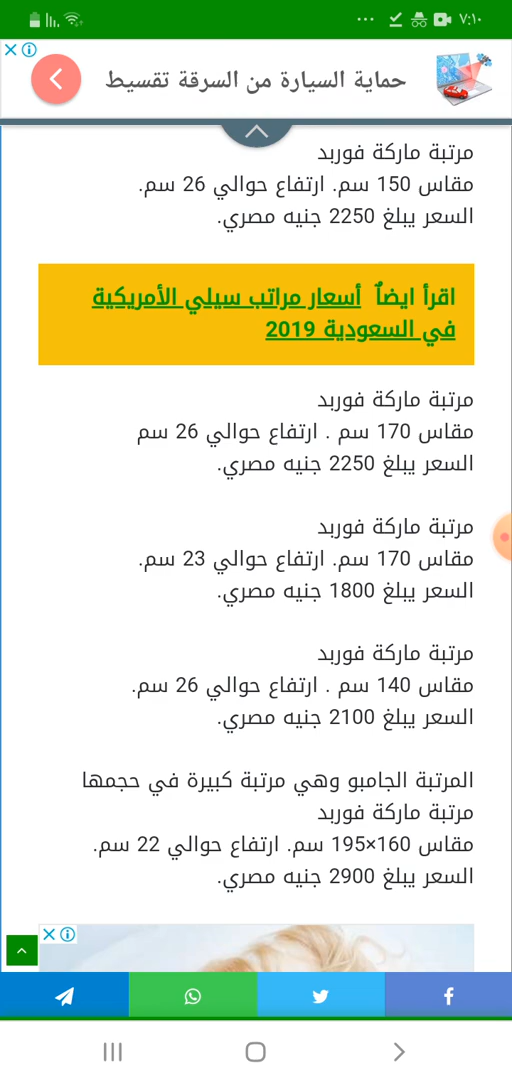 ٧:١٠
حماية السيارة من السرقة تقسيط
مرتبة ماركة فوربد
مقاس 150 سم. ارتفاع حوالي 26 سم.
السعر يبلغ 2250 جنيه مصري.
اقرأ ايضاً أسعار مراتب سيلي الأمريكية
في السعودية 2019
مرتبة ماركة فوربد
مقاس 170 سم . ارتفاع حوالي 26 سم
السعر يبلغ 2250 جنيه مصري.
مرتبة ماركة فوربد
مقاس 170 سم. ارتفاع حوالي 23 سم.
السعر يبلغ 1800 جنيه مصري.
مرتبة ماركة فوربد
مقاس 140 سم . ارتفاع حوالي 26 سم.
السعر يبلغ 2100 جنيه مصري.
المرتبة الجامبو وهي مرتبة كبيرة في حجمها
مرتبة ماركة فوربد
مقاس 160×195 سم. ارتفاع حوالي 22 سم.
السعر يبلغ 2900 جنيه مصري.